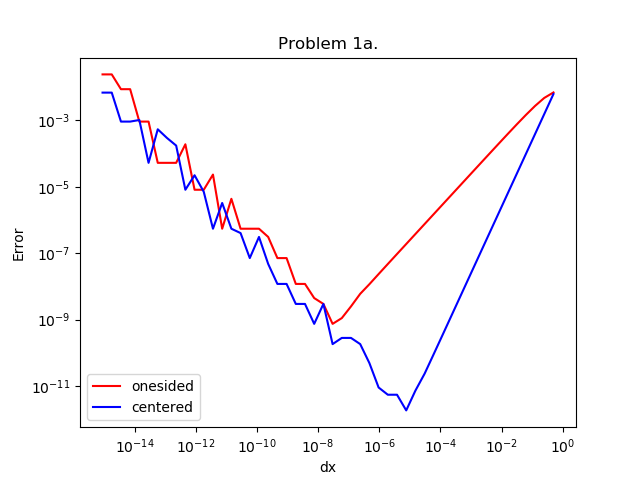 Problem 1a.
Error
10⁻³
10⁻⁵
10⁻⁷
10⁻⁹
10⁻¹¹
onesided
centered
10⁻¹⁴ 10⁻¹² 10⁻¹⁰ 10⁻⁸ 10⁻⁶ 10⁻⁴ 10⁻² 10⁰
dx